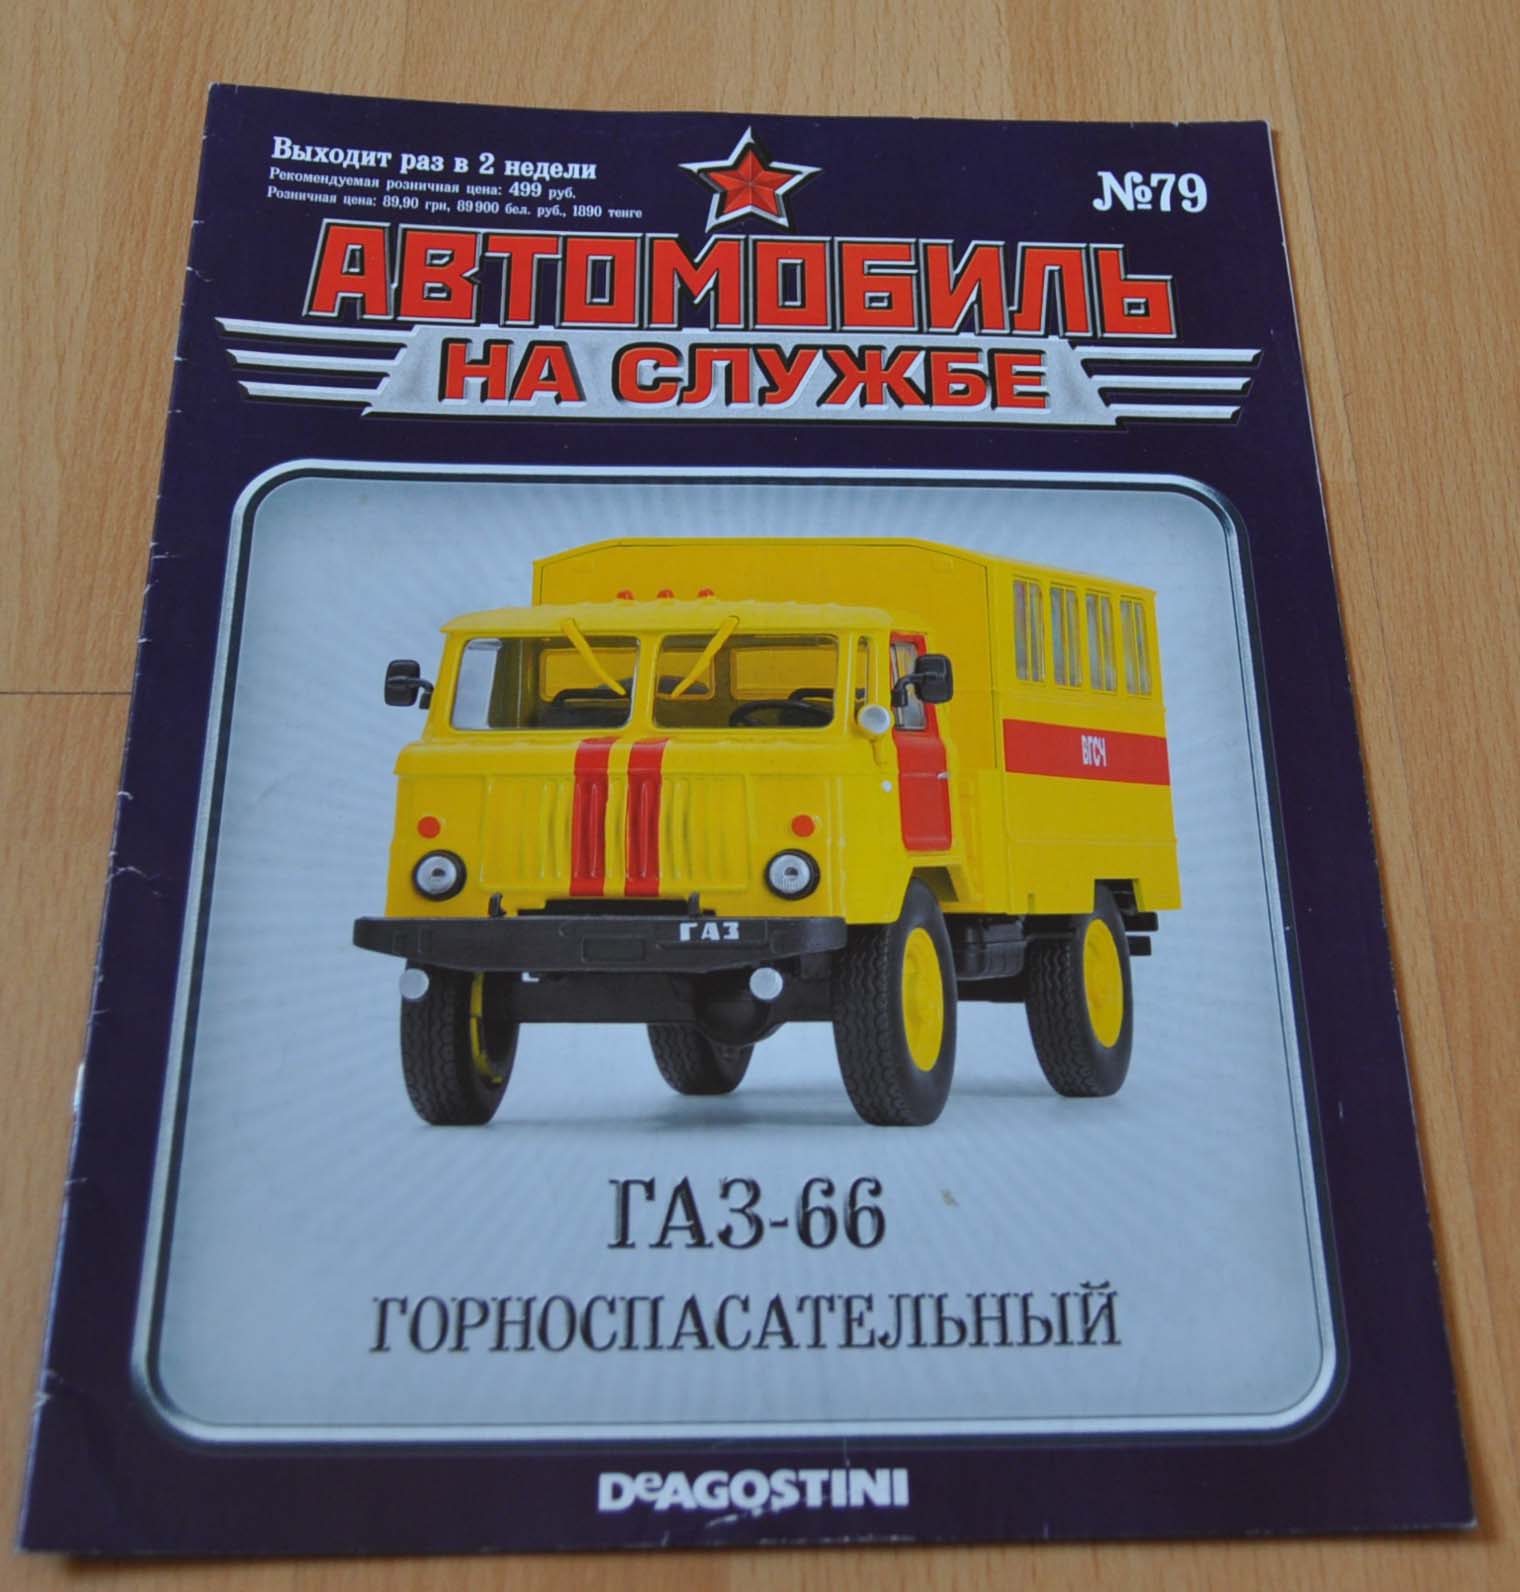 Выходит раз в 2 недели
Рекомендуемая розничная цена: 499 руб.
Розничная цена: 89,90 грн, 89900 бел. руб., 1890 тенге
№79
АВТОМОБИЛЬ
НА СЛУЖБЕ
ВГСЧ
ГАЗ
ГАЗ-66
ГОРНОСПАСАТЕЛЬНЫЙ
DeAGOSTINI